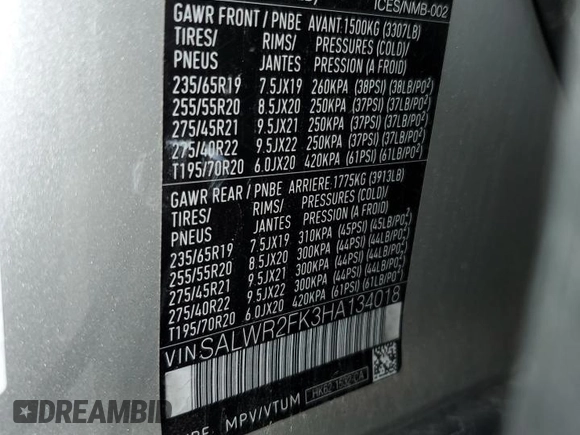 ICES/NMB-002
GAWR FRONT / PNBE AVANT 1500KG (3307LB)
TIRES/ RIMS/ PRESSURES (COLD)/
PNEUS JANTES PRESSION (A FROID)
235/65R19 7.5JX19 260KPA (38PSI) (38LB/PO²)
255/55R20 8.5JX20 250KPA (37PSI) (37LB/PO²)
275/45R21 9.5JX21 250KPA (37PSI) (37LB/PO²)
275/40R22 9.5JX22 250KPA (37PSI) (37LB/PO²)
T195/70R20 6.0JX20 420KPA (61PSI) (61LB/PO²)
GAWR REAR / PNBE ARRIERE 1775KG (3913LB)
TIRES/ RIMS/ PRESSURES (COLD)/
PNEUS JANTES PRESSION (A FROID)
235/65R19 7.5JX19 310KPA (45PSI) (45LB/PO²)
255/55R20 8.5JX20 300KPA (44PSI) (44LB/PO²)
275/45R21 9.5JX21 300KPA (44PSI) (44LB/PO²)
275/40R22 9.5JX22 300KPA (44PSI) (44LB/PO²)
T195/70R20 6.0JX20 420KPA (61PSI) (61LB/PO²)
VIN SALWR2FK3HA134018
MPV/VTUM
DREAMBID